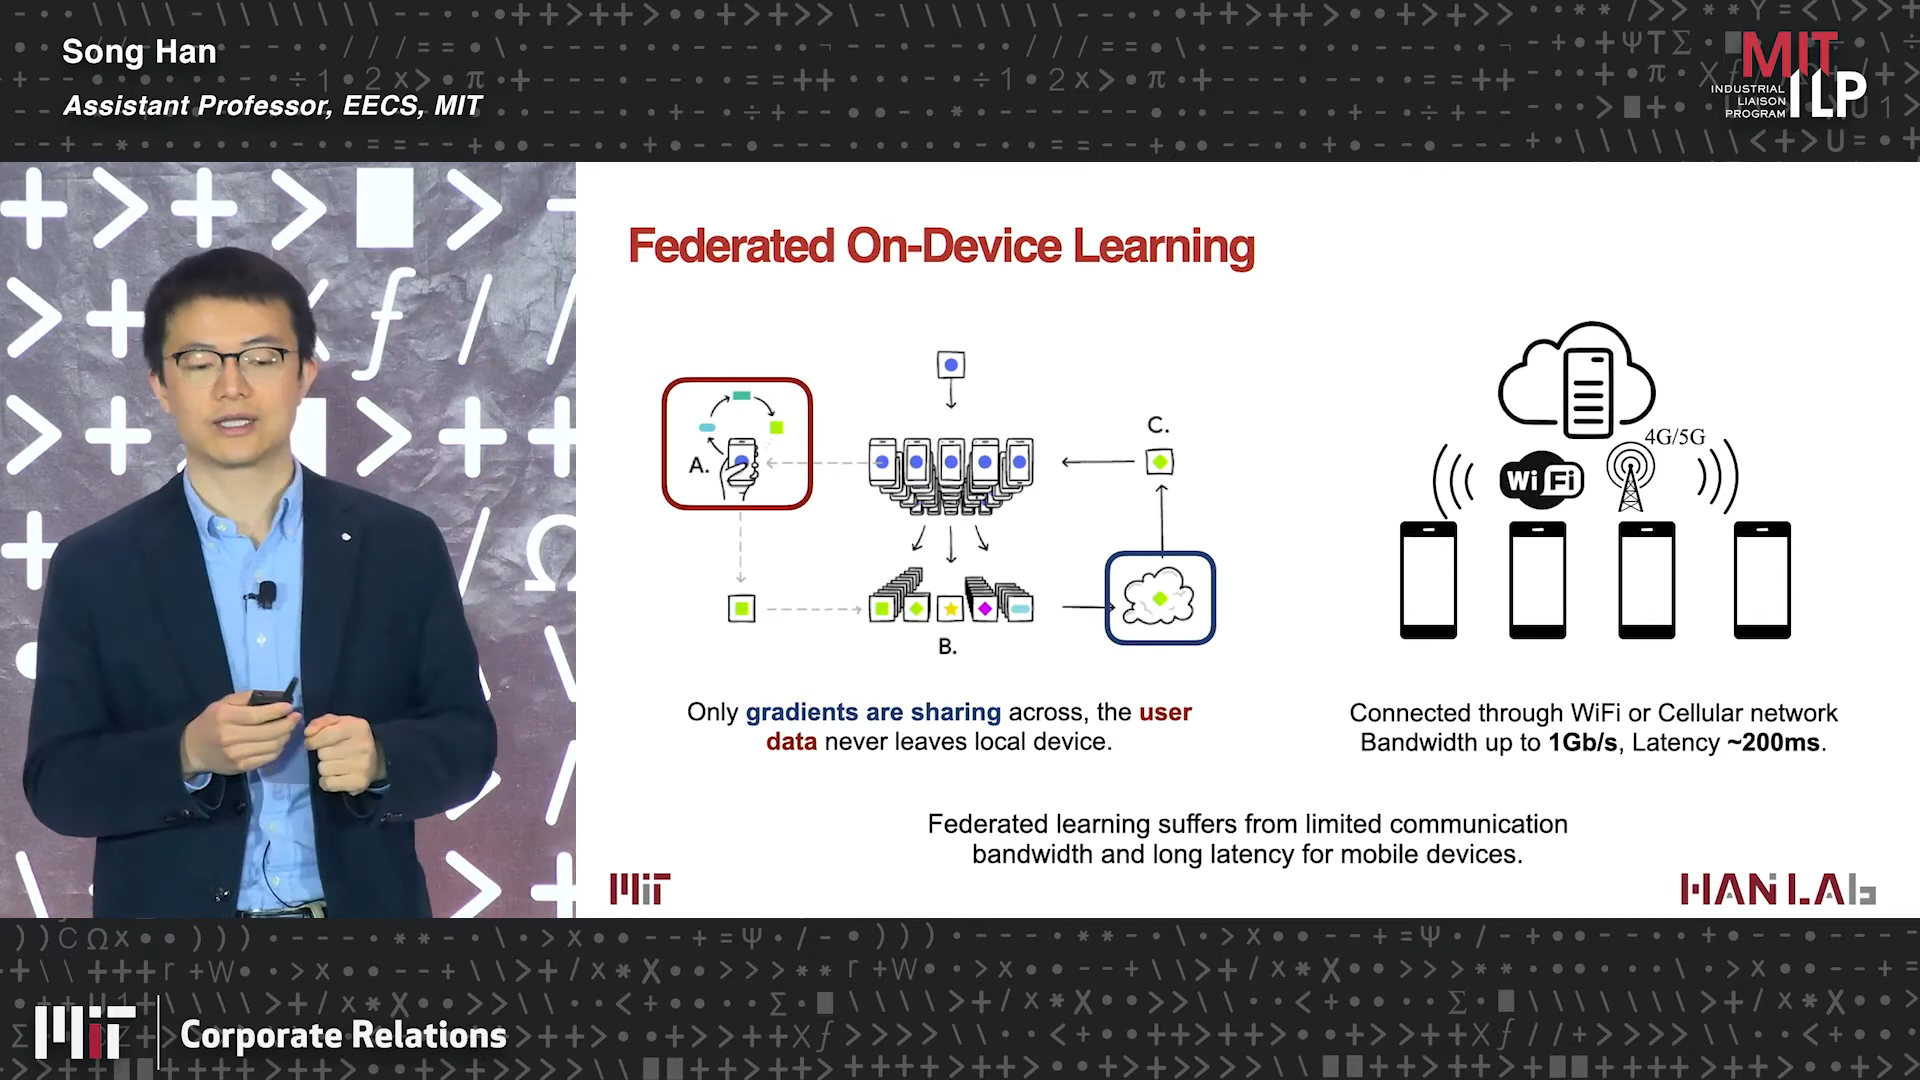 Song Han
Assistant Professor, EECS, MIT
MIT
ILP
INDUSTRIAL
LIAISON
PROGRAM
Federated On-Device Learning
A.
B.
C.
4G/5G
WiFi
Only gradients are sharing across, the user
data never leaves local device.
Connected through WiFi or Cellular network
Bandwidth up to 1Gb/s, Latency ~200ms.
Federated learning suffers from limited communication
bandwidth and long latency for mobile devices.
MIT
HAN LAB
MIT
Corporate Relations